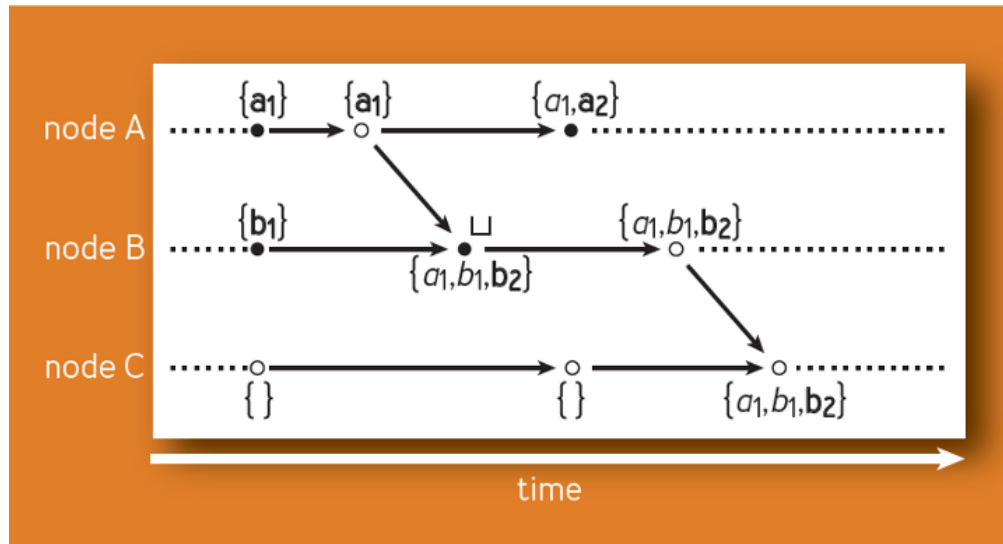 {a1} {a1} {a1,a2}
node A
⊔
{b1} {a1,b1,b2}
node B
{a1,b1,b2}
node C
{ } { } {a1,b1,b2}
time